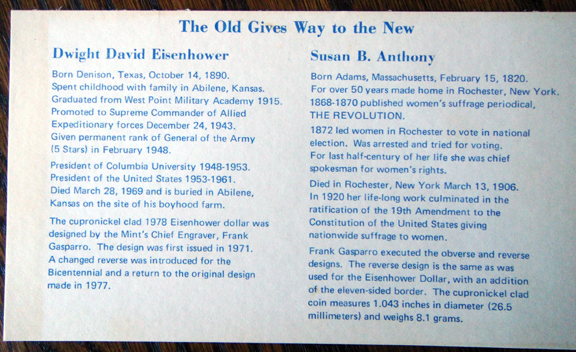 The Old Gives Way to the New
Dwight David Eisenhower
Born Denison, Texas, October 14, 1890.
Spent childhood with family in Abilene, Kansas.
Graduated from West Point Military Academy 1915.
Promoted to Supreme Commander of Allied
Expeditionary forces December 24, 1943.
Given permanent rank of General of the Army
(5 Stars) in February 1948.
President of Columbia University 1948-1953.
President of the United States 1953-1961.
Died March 28, 1969 and is buried in Abilene,
Kansas on the site of his boyhood farm.
The cupronickel clad 1978 Eisenhower dollar was
designed by the Mint's Chief Engraver, Frank
Gasparro. The design was first issued in 1971.
A changed reverse was introduced for the
Bicentennial and a return to the original design
made in 1977.
Susan B. Anthony
Born Adams, Massachusetts, February 15, 1820.
For over 50 years made home in Rochester, New York.
1868-1870 published women's suffrage periodical,
THE REVOLUTION.
1872 led women in Rochester to vote in national
election. Was arrested and tried for voting.
For last half-century of her life she was chief
spokesman for women's rights.
Died in Rochester, New York March 13, 1906.
In 1920 her life-long work culminated in the
ratification of the 19th Amendment to the
Constitution of the United States giving
nationwide suffrage to women.
Frank Gasparro executed the obverse and reverse
designs. The reverse design is the same as was
used for the Eisenhower Dollar, with an addition
of the eleven-sided border. The cupronickel clad
coin measures 1.043 inches in diameter (26.5
millimeters) and weighs 8.1 grams.